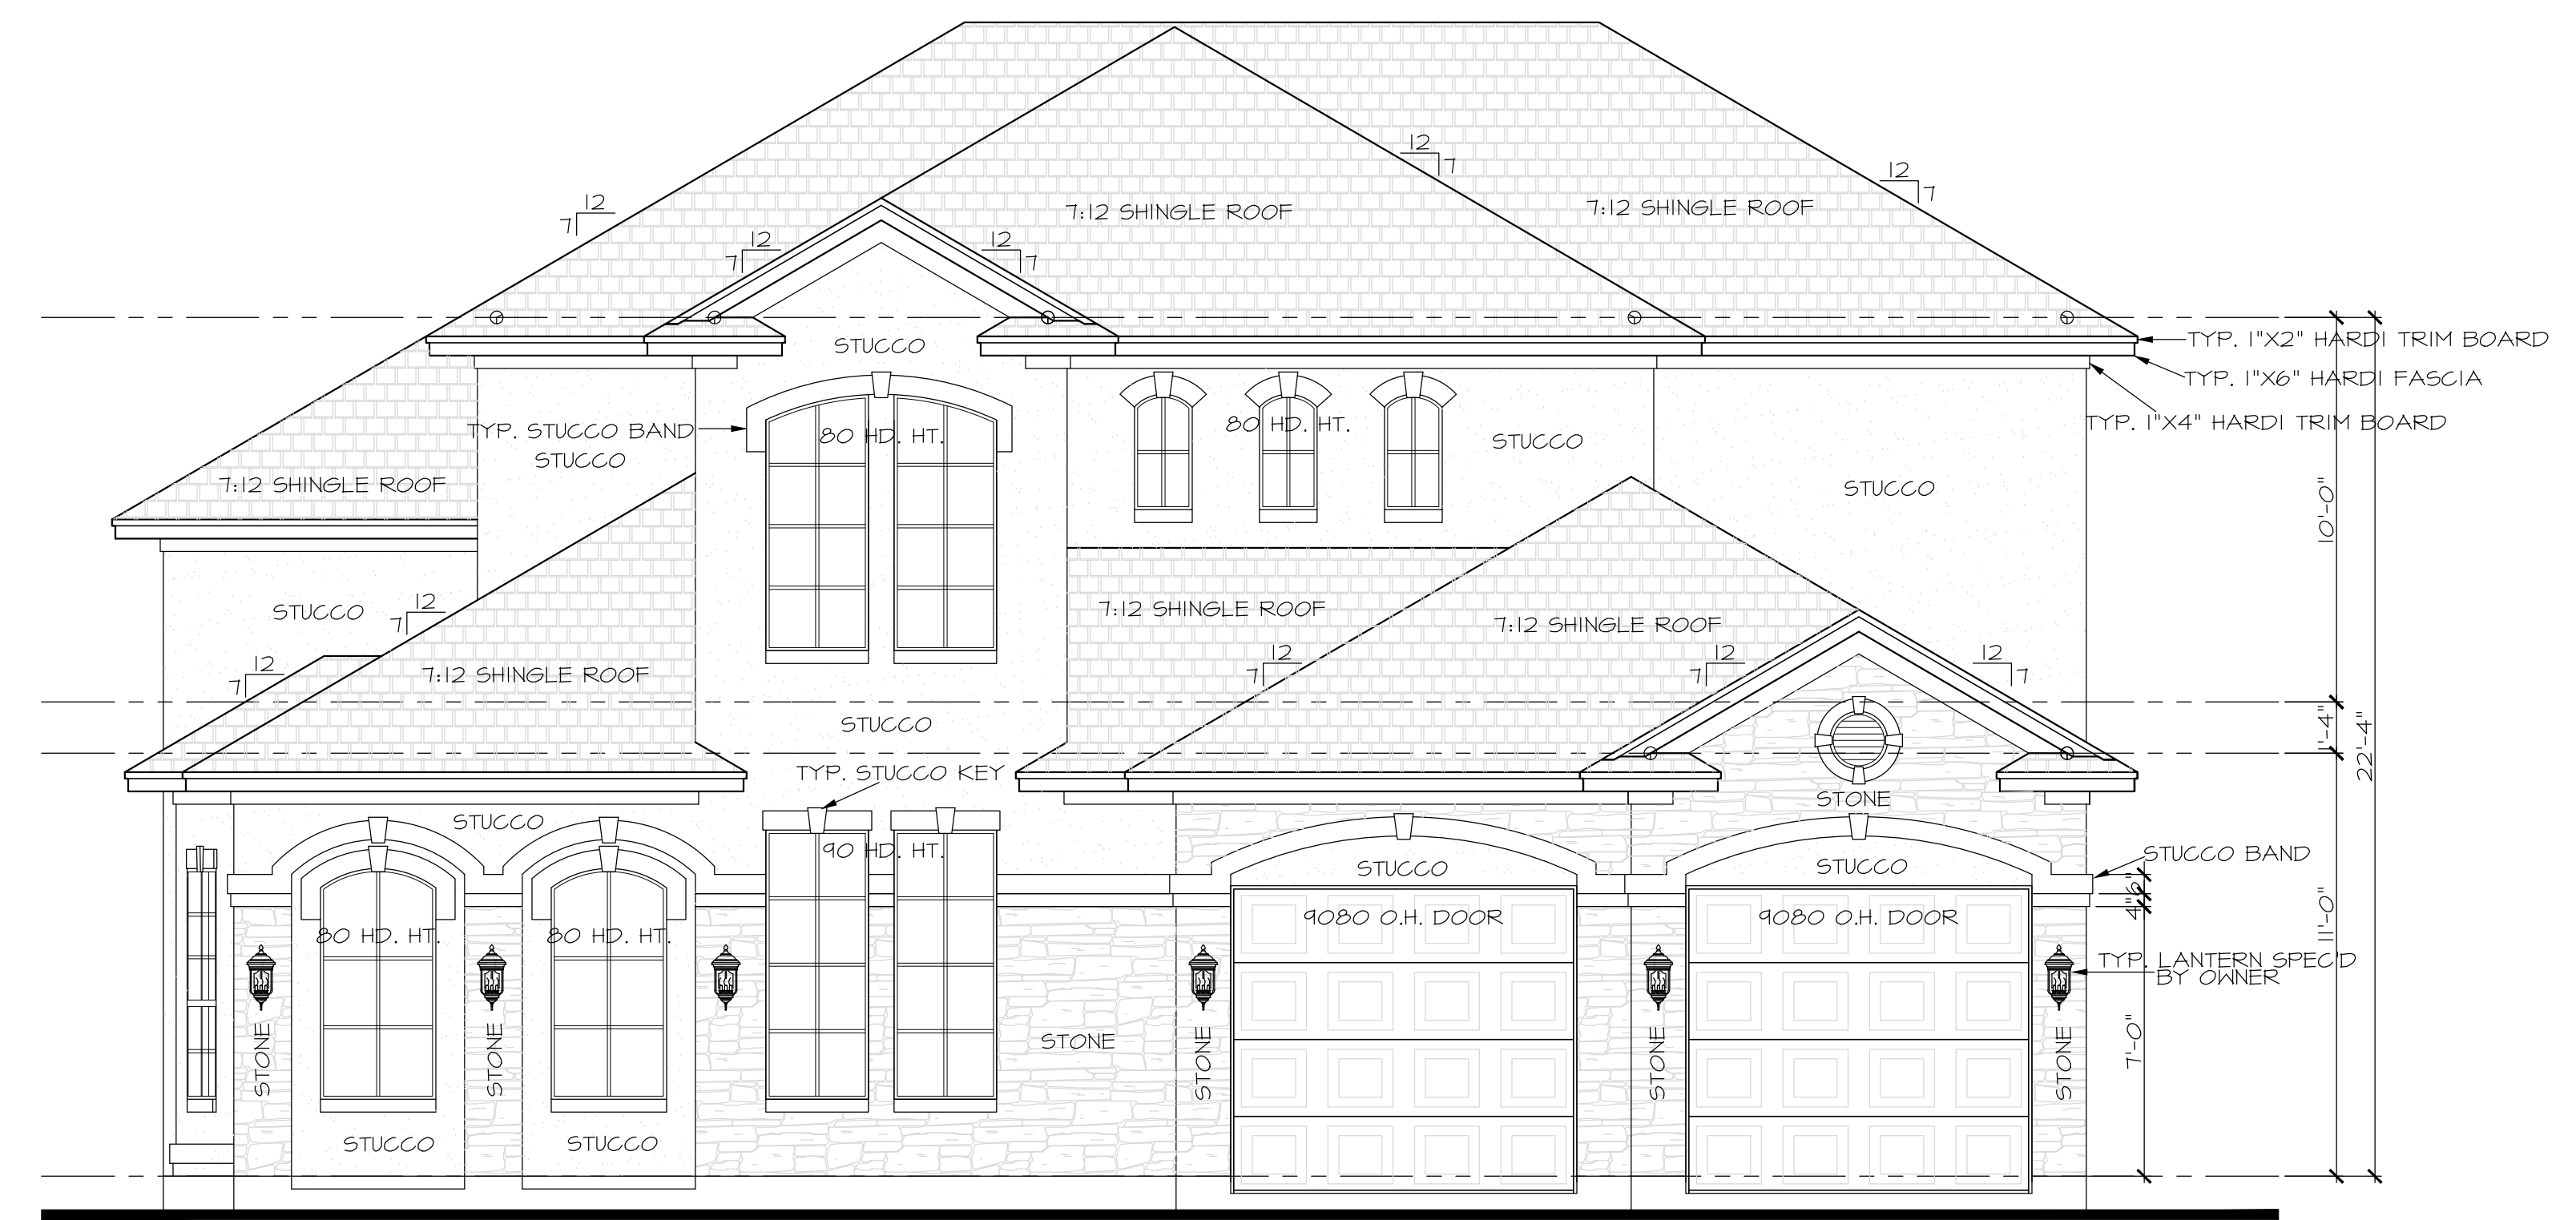 12
7
12
7
12
7
7:12 SHINGLE ROOF
7:12 SHINGLE ROOF
12
7
12
7
STUCCO
TYP. 1"X2" HARDI TRIM BOARD
TYP. 1"X6" HARDI FASCIA
TYP. 1"X4" HARDI TRIM BOARD
TYP. STUCCO BAND
STUCCO
80 HD. HT.
80 HD. HT.
STUCCO
STUCCO
7:12 SHINGLE ROOF
10'-0"
STUCCO
12
7
12
7
7:12 SHINGLE ROOF
7:12 SHINGLE ROOF
7:12 SHINGLE ROOF
12
7
12
7
12
7
STUCCO
1'-4"
22'-4"
TYP. STUCCO KEY
STONE
STUCCO
90 HD. HT.
STUCCO
STUCCO
STUCCO BAND
6"
4"
9080 O.H. DOOR
9080 O.H. DOOR
80 HD. HT.
80 HD. HT.
11'-0"
TYP. LANTERN SPEC'D
BY OWNER
STONE
STONE
STONE
STONE
STONE
STONE
7'-0"
STUCCO
STUCCO